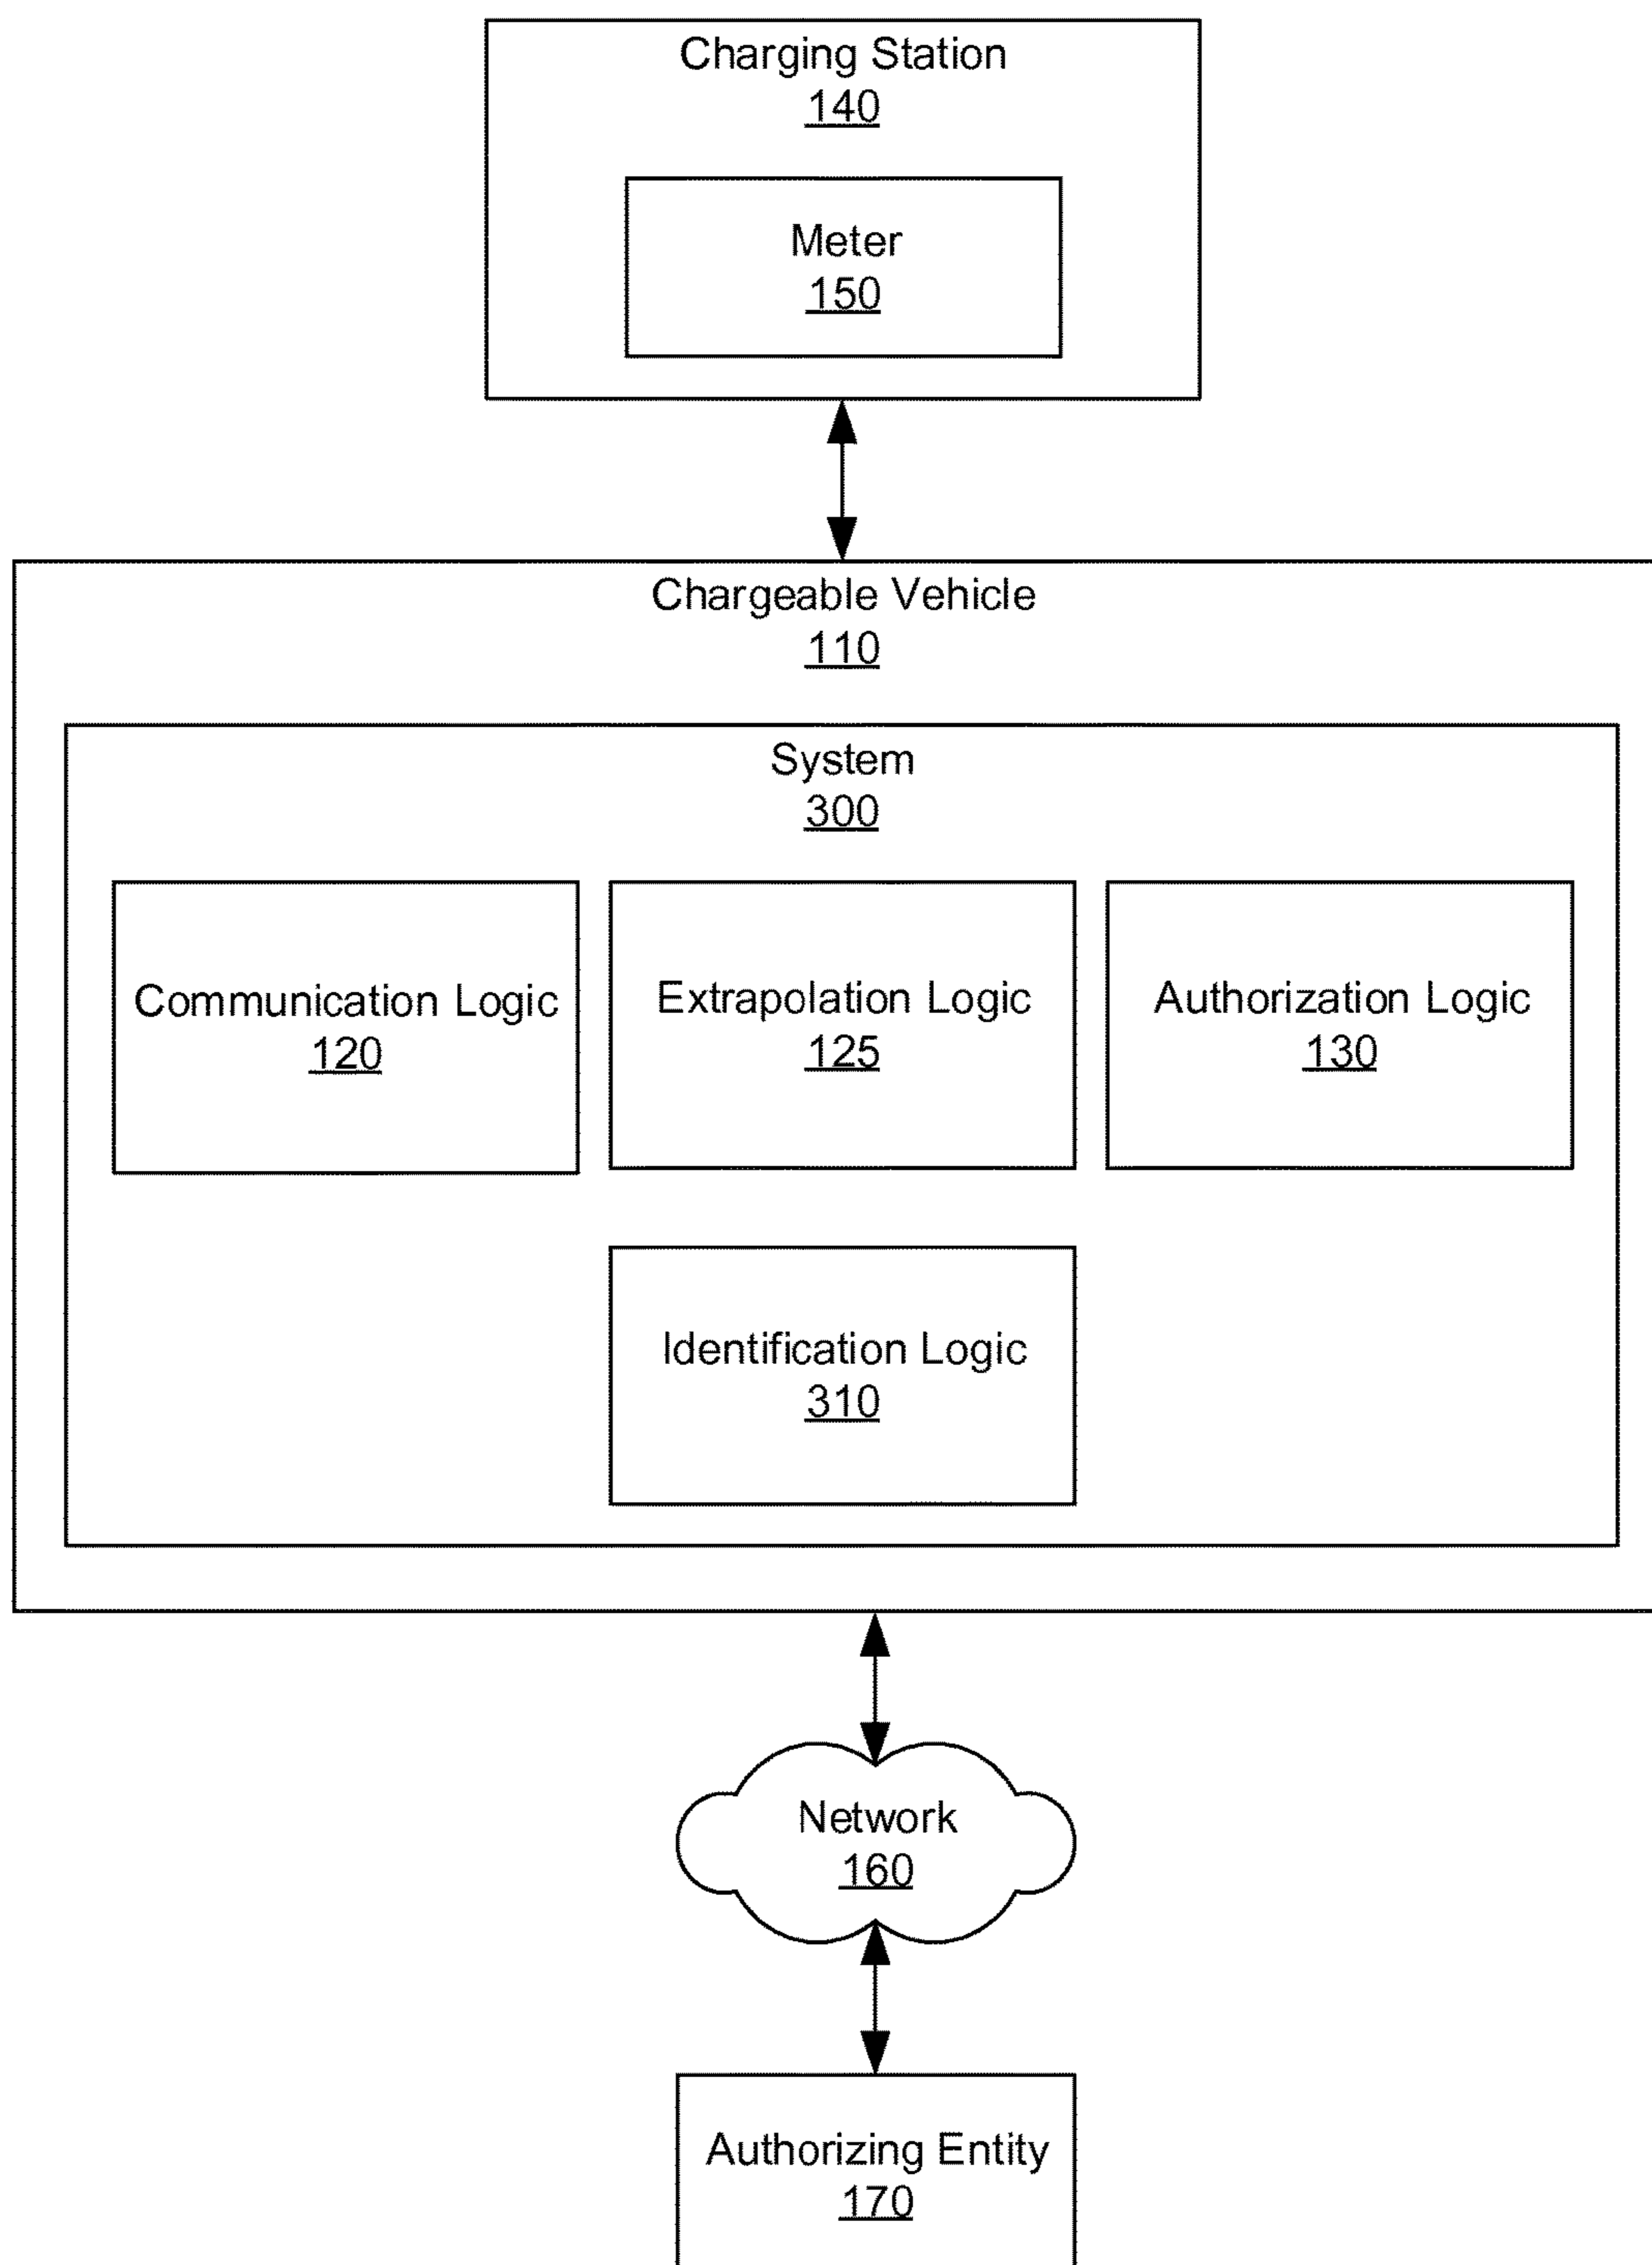 Charging Station
140
Meter
150
Chargeable Vehicle
110
System
300
Communication Logic
120
Extrapolation Logic
125
Authorization Logic
130
Identification Logic
310
Network
160
Authorizing Entity
170